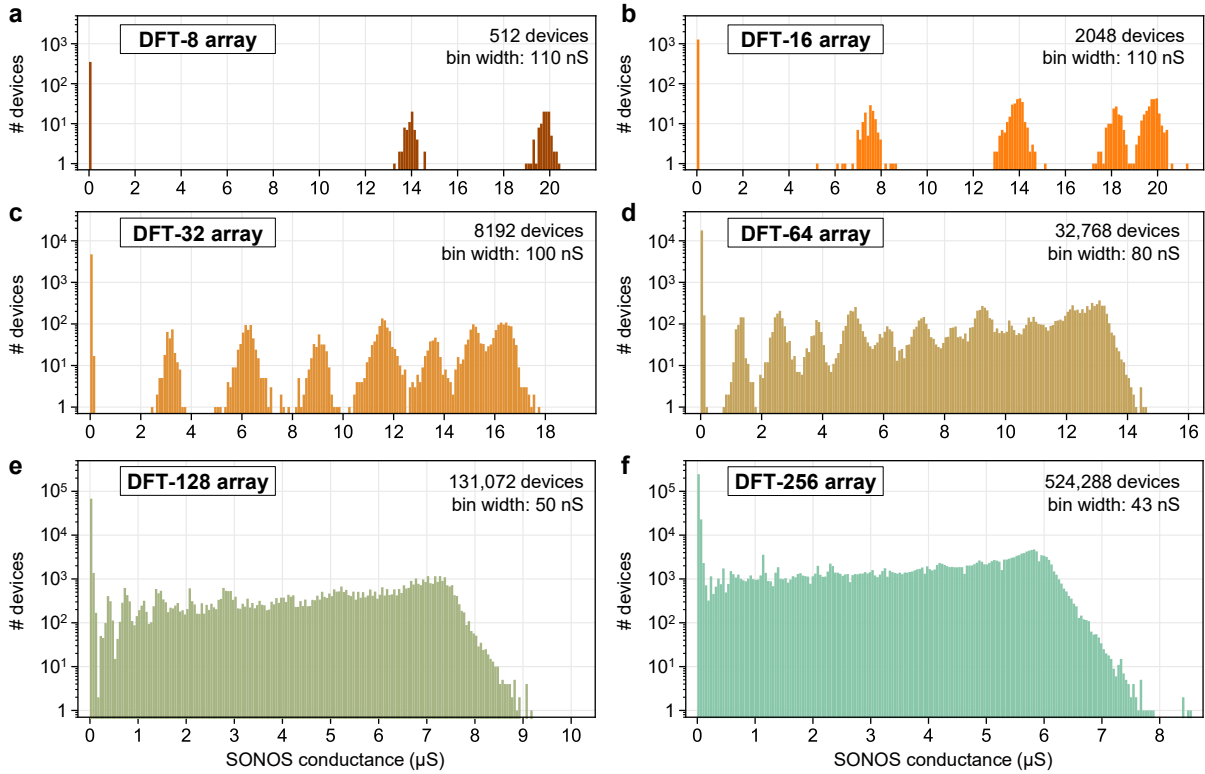 a
DFT-8 array
512 devices
bin width: 110 nS
# devices
10³
10²
10¹
1
0 2 4 6 8 10 12 14 16 18 20
b
DFT-16 array
2048 devices
bin width: 110 nS
# devices
10³
10²
10¹
1
0 2 4 6 8 10 12 14 16 18 20
c
DFT-32 array
8192 devices
bin width: 100 nS
# devices
10⁴
10³
10²
10¹
1
0 2 4 6 8 10 12 14 16 18
d
DFT-64 array
32,768 devices
bin width: 80 nS
# devices
10⁴
10³
10²
10¹
1
0 2 4 6 8 10 12 14 16
e
DFT-128 array
131,072 devices
bin width: 50 nS
# devices
10⁵
10⁴
10³
10²
10¹
1
0 1 2 3 4 5 6 7 8 9 10
SONOS conductance (µS)
f
DFT-256 array
524,288 devices
bin width: 43 nS
# devices
10⁵
10⁴
10³
10²
10¹
1
0 1 2 3 4 5 6 7 8
SONOS conductance (µS)